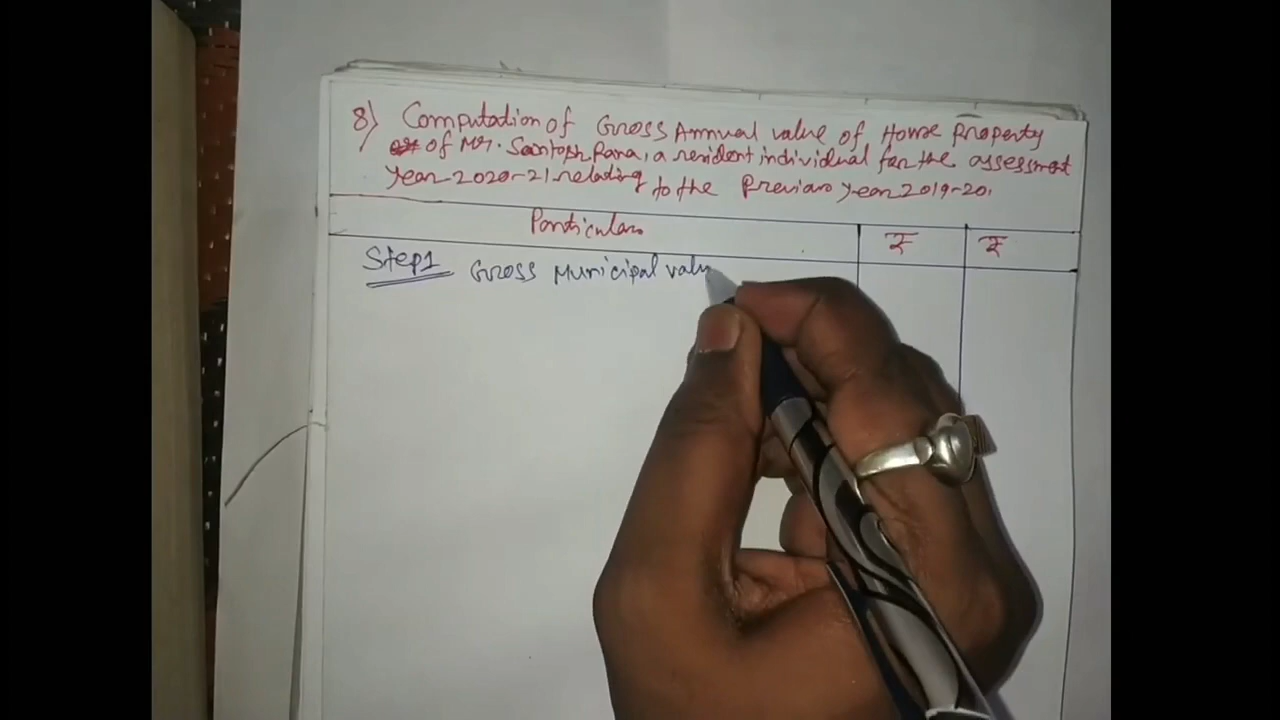 8) Computation of Gross Annual value of House Property
of Mr. Santosh Rana, a resident individual for the assessment
year 2020-21 relating to the Previous year 2019-20.
Particulars ₹ ₹
Step1 Gross Municipal valu